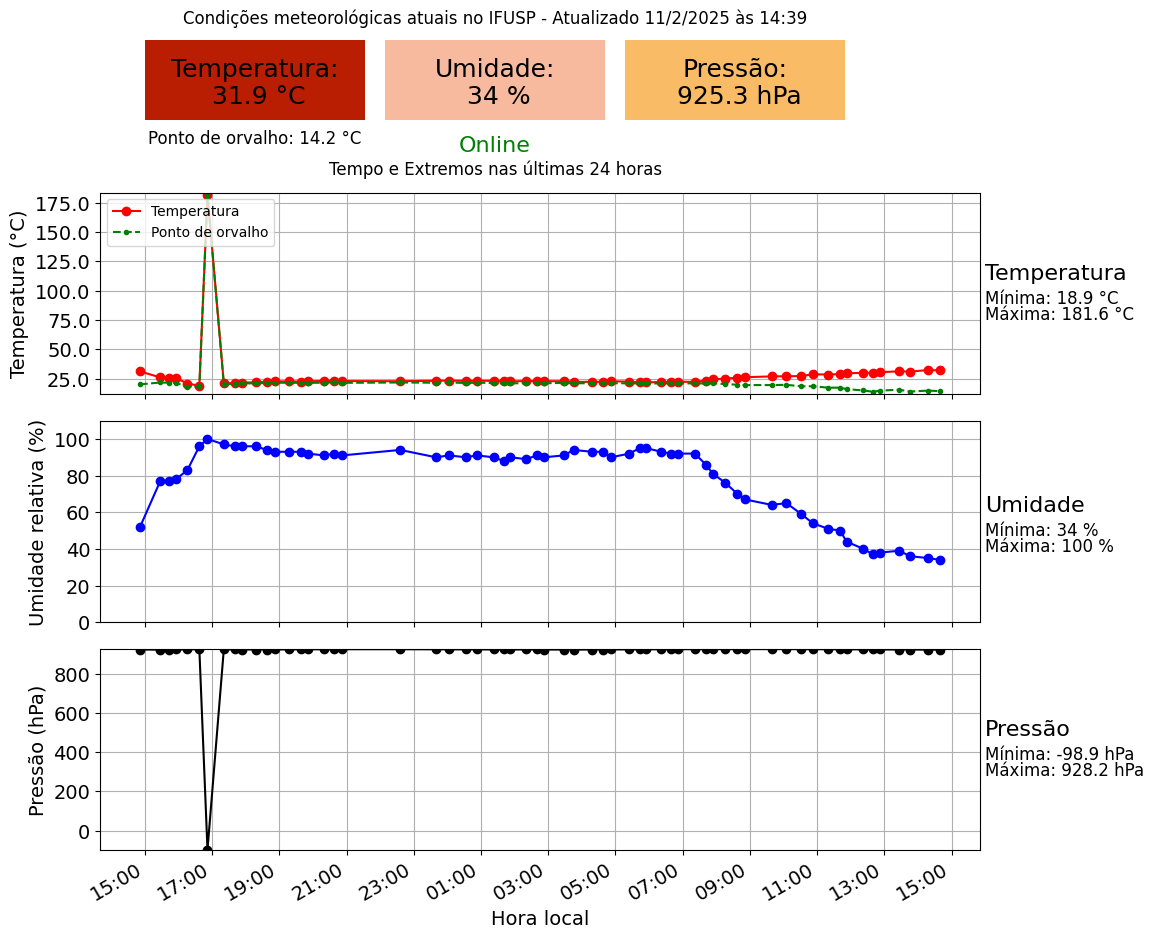 Condições meteorológicas atuais no IFUSP - Atualizado 11/2/2025 às 14:39
Temperatura:
31.9 °C
Umidade:
34 %
Pressão:
925.3 hPa
Ponto de orvalho: 14.2 °C
Online
Tempo e Extremos nas últimas 24 horas
Temperatura (°C)
175.0
150.0
125.0
100.0
75.0
50.0
25.0
Temperatura
Ponto de orvalho
Temperatura
Mínima: 18.9 °C
Máxima: 181.6 °C
Umidade relativa (%)
100
80
60
40
20
0
Umidade
Mínima: 34 %
Máxima: 100 %
Pressão (hPa)
800
600
400
200
0
Pressão
Mínima: -98.9 hPa
Máxima: 928.2 hPa
15:00
17:00
19:00
21:00
23:00
01:00
03:00
05:00
07:00
09:00
11:00
13:00
15:00
Hora local